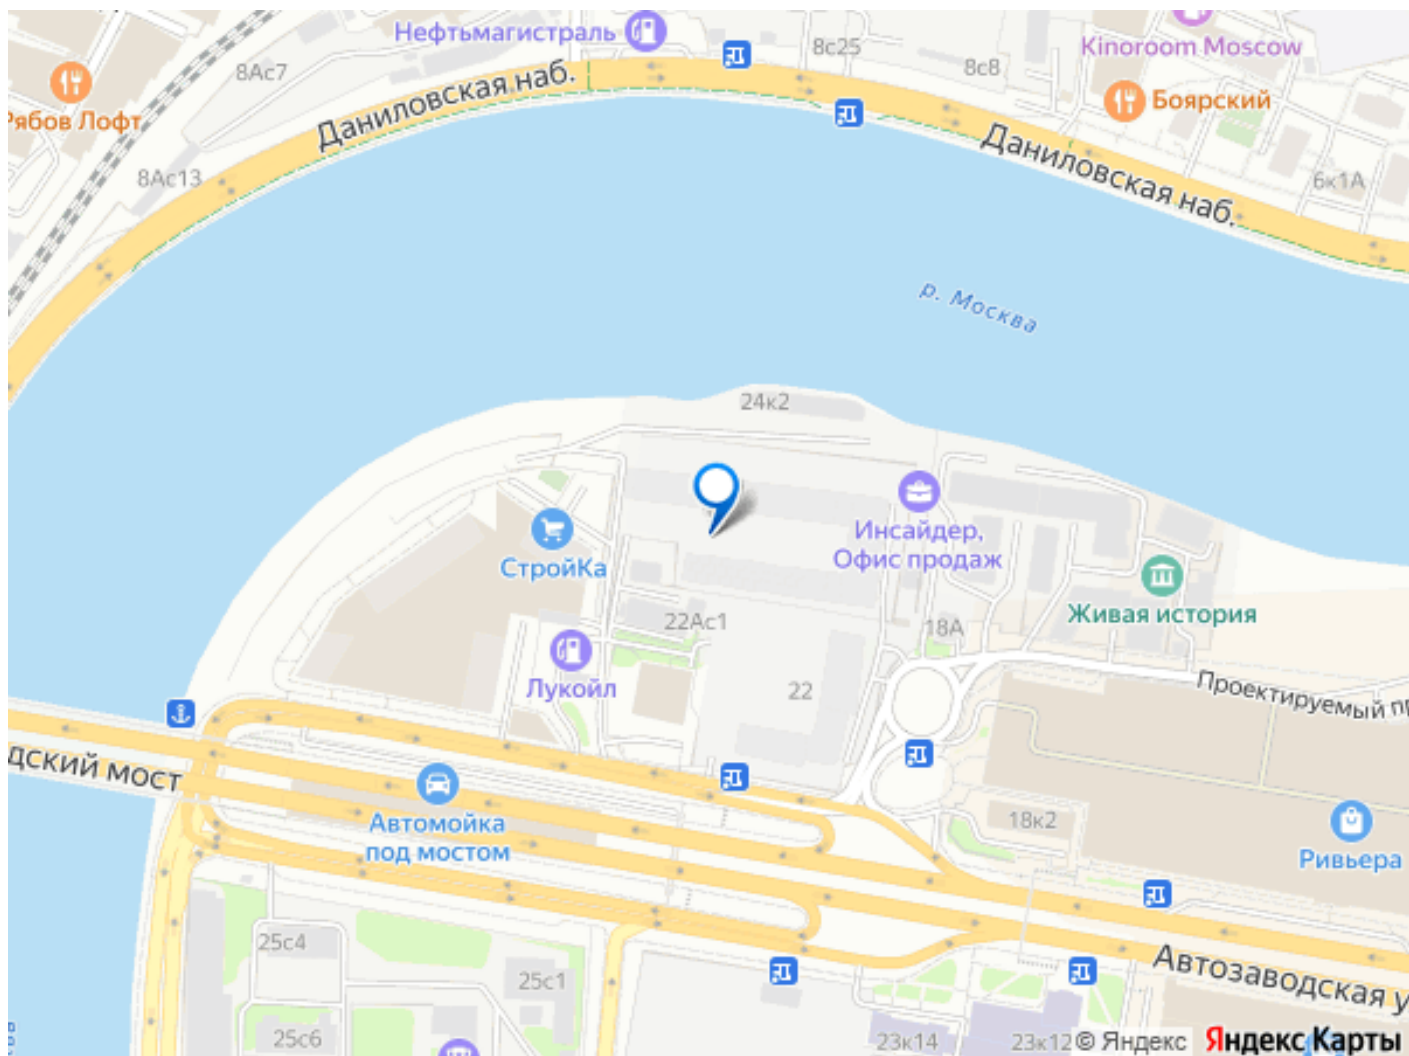 Нефтьмагистраль
8с25
Kinoroom Moscow
8Ас7
8с8
Рябов Лофт
Даниловская наб.
Боярский
Даниловская наб.
8Ас13
6к1А
р. Москва
24к2
Инсайдер,
Офис продаж
СтройКа
Живая история
22Ас1
18А
Лукойл
22
Проектируемый пр
дский мост
Автомойка
под мостом
18к2
Ривьера
25с4
25с1
Автозаводская у
25с6
23к14
23к12
© Яндекс
Яндекс Карты